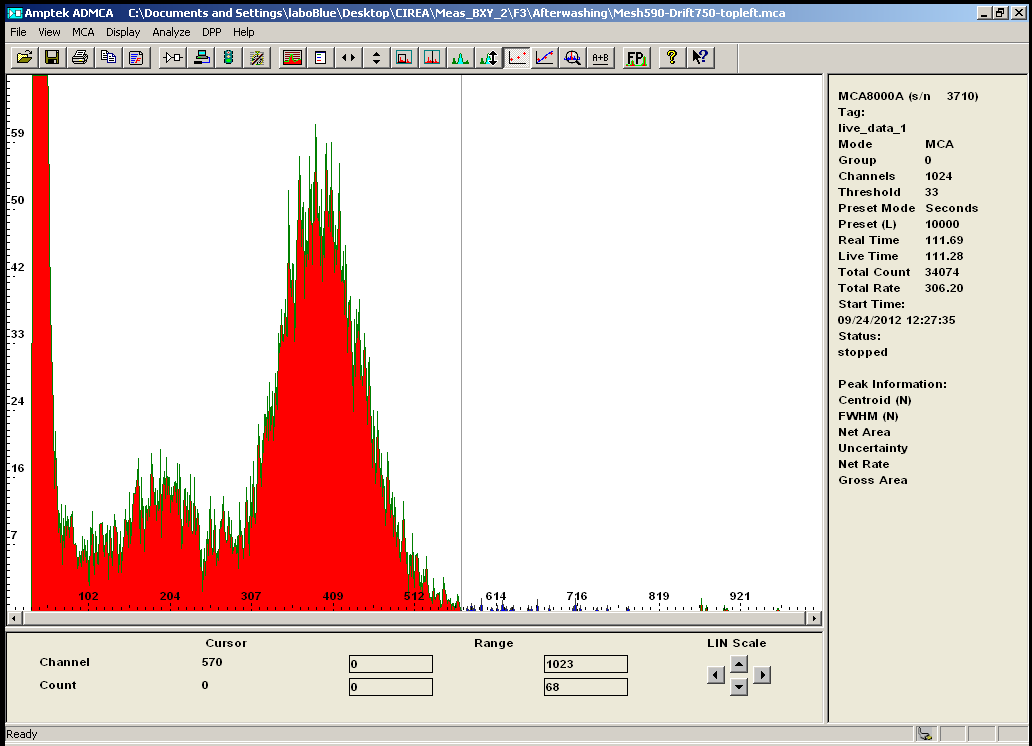 Amptek ADMCA    C:\Documents and Settings\laboBlue\Desktop\CIREA\Meas_BXY_2\F3\Afterwashing\Mesh590-Drift750-topleft.mca
File View MCA Display Analyze DPP Help
A+B FP ? ?
MCA8000A (s/n 3710)
Tag:
live_data_1
Mode MCA
Group 0
Channels 1024
Threshold 33
Preset Mode Seconds
Preset (L) 10000
Real Time 111.69
Live Time 111.28
Total Count 34074
Total Rate 306.20
Start Time:
09/24/2012 12:27:35
Status:
stopped
Peak Information:
Centroid (N)
FWHM (N)
Net Area
Uncertainty
Net Rate
Gross Area
59
50
42
33
24
16
7
102 204 307 409 512 614 716 819 921
Cursor Range LIN Scale
Channel 570 0 1023
Count 0 0 68
Ready